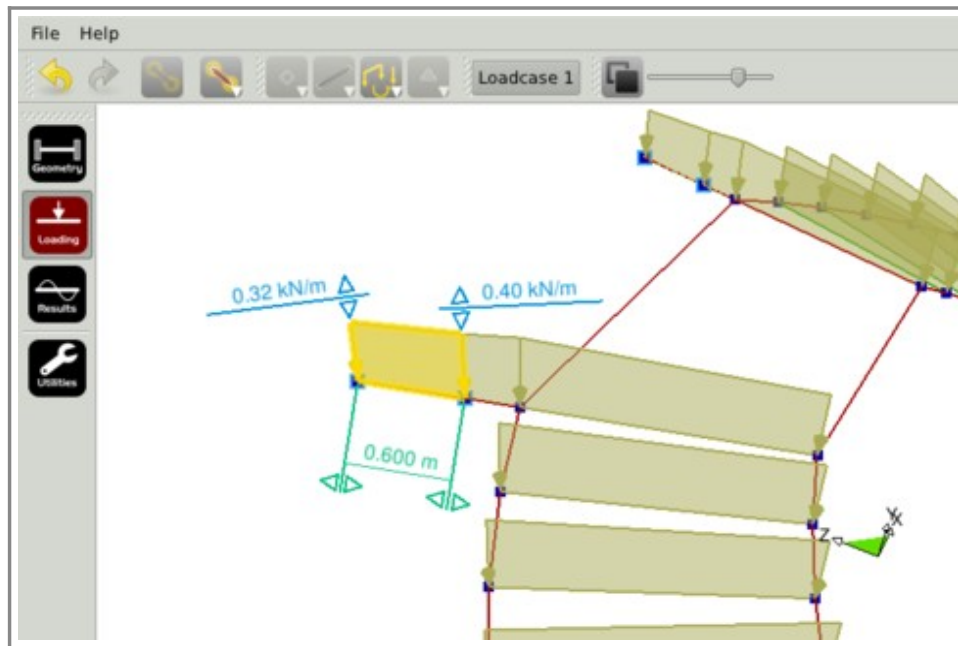 File Help
Loadcase 1
Geometry
Loading
Results
Utilities
0.32 kN/m
0.40 kN/m
0.600 m
Y
X
Z